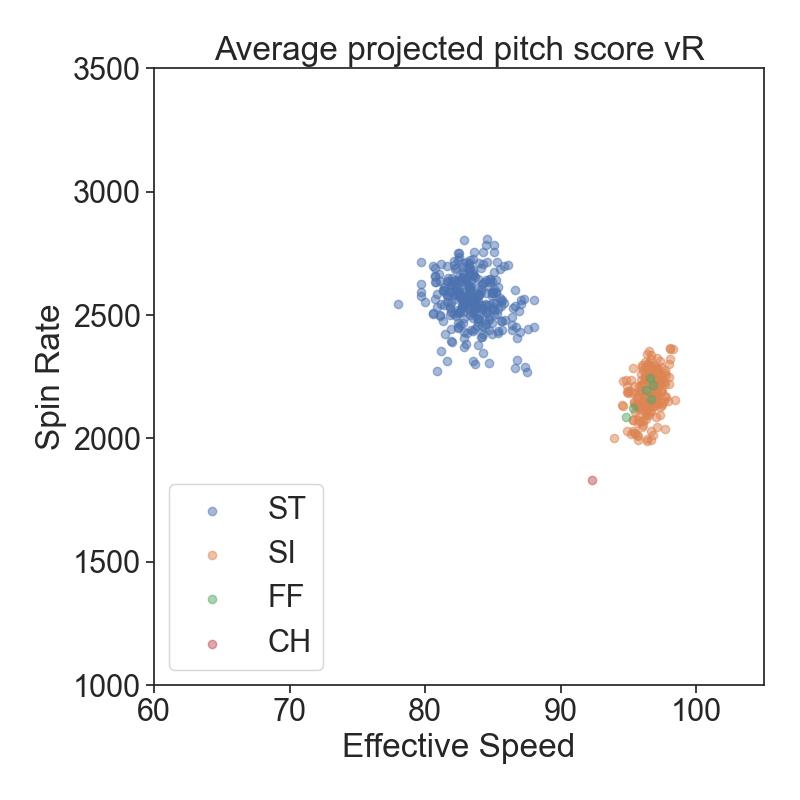 Average projected pitch score vR
3500
3000
2500
2000
1500
1000
Spin Rate
ST
SI
FF
CH
60 70 80 90 100
Effective Speed